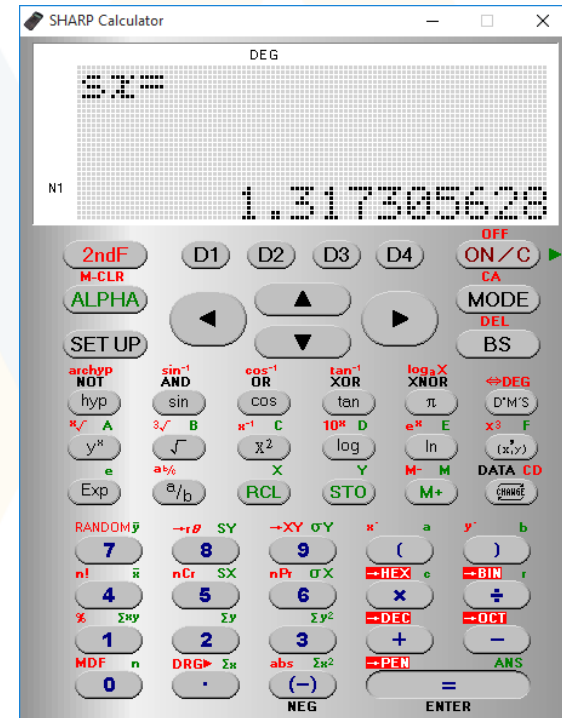 SHARP Calculator
DEG
sx=
N1
1.317305628
OFF
2ndF D1 D2 D3 D4 ON/C
M-CLR CA
ALPHA MODE
DEL
SET UP BS
archyp sin⁻¹ cos⁻¹ tan⁻¹ logₐX
NOT AND OR XOR XNOR ⇔DEG
hyp sin cos tan π D°M'S
ˣ√ A ³√ B x⁻¹ C 10ˣ D eˣ E x³ F
yˣ √ X² log ln (x,y)
e aᵇ/c X Y M- M DATA CD
Exp a/b RCL STO M+ CHANGE
RANDOM ȳ →rθ SY →XY σY x' a y' b
7 8 9 ( )
n! x̄ nCr SX nPr σX →HEX c →BIN r
4 5 6 × ÷
% Σxy Σy Σy² →DEC →OCT
1 2 3 + −
MDF n DRG► Σx abs Σx² →PEN ANS
0 · (−) =
NEG ENTER